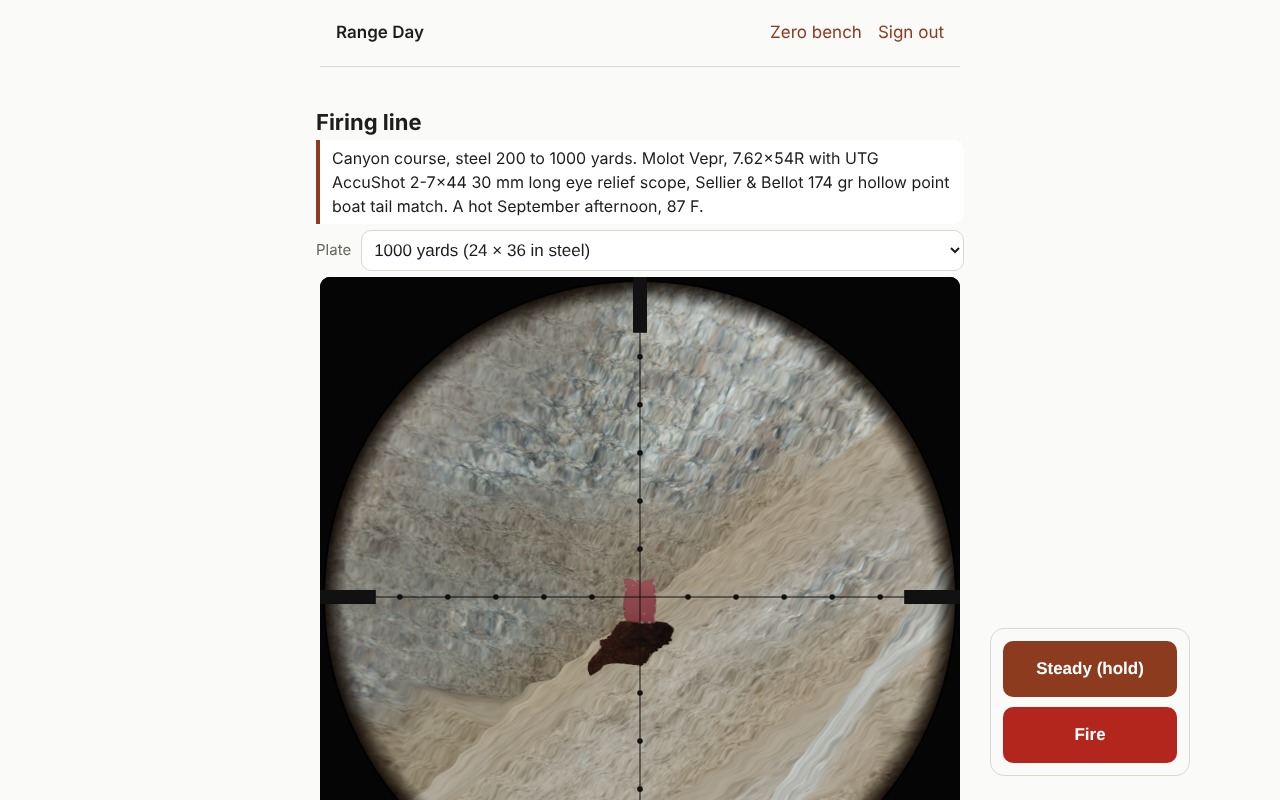 Range Day
Zero bench
Sign out
Firing line
Canyon course, steel 200 to 1000 yards. Molot Vepr, 7.62×54R with UTG
AccuShot 2-7×44 30 mm long eye relief scope, Sellier & Bellot 174 gr hollow point
boat tail match. A hot September afternoon, 87 F.
Plate
1000 yards (24 × 36 in steel)
Steady (hold)
Fire